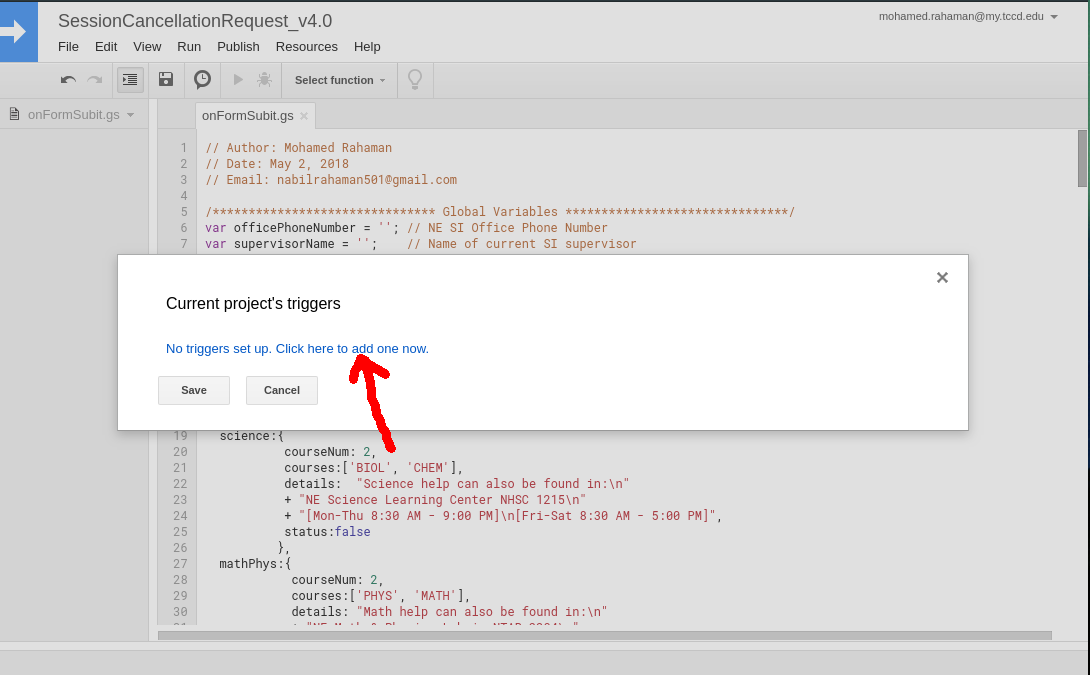 SessionCancellationRequest_v4.0
mohamed.rahaman@my.tccd.edu
File Edit View Run Publish Resources Help
Select function
onFormSubit.gs
onFormSubit.gs ×
1 // Author: Mohamed Rahaman
2 // Date: May 2, 2018
3 // Email: nabilrahaman501@gmail.com
4
5 /******************************* Global Variables *******************************/
6 var officePhoneNumber = ''; // NE SI Office Phone Number
7 var supervisorName = ''; // Name of current SI supervisor
Current project's triggers
No triggers set up. Click here to add one now.
Save Cancel
19 science:{
20 courseNum: 2,
21 courses:['BIOL', 'CHEM'],
22 details: "Science help can also be found in:\n"
23 + "NE Science Learning Center NHSC 1215\n"
24 + "[Mon-Thu 8:30 AM - 9:00 PM]\n[Fri-Sat 8:30 AM - 5:00 PM]",
25 status:false
26 },
27 mathPhys:{
28 courseNum: 2,
29 courses:['PHYS', 'MATH'],
30 details: "Math help can also be found in:\n"